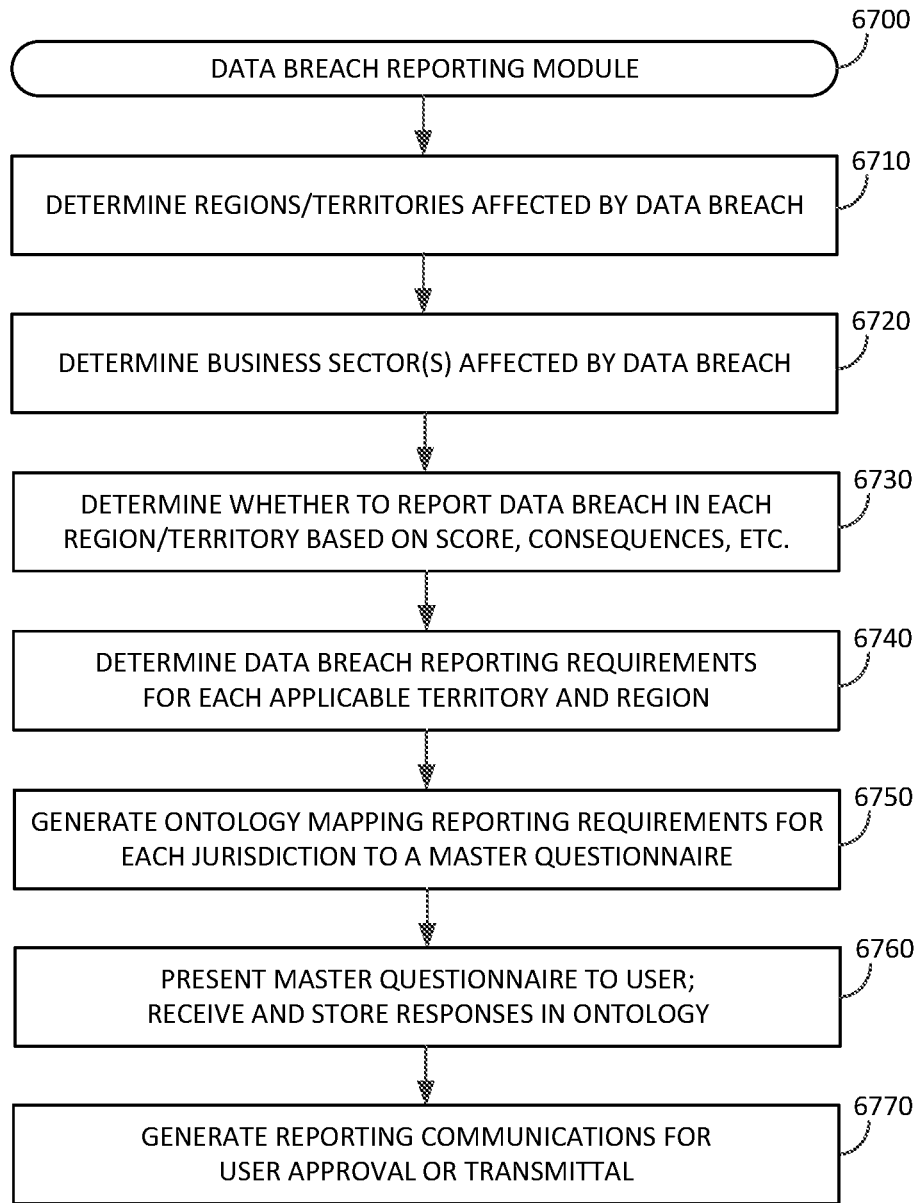 6700
DATA BREACH REPORTING MODULE
6710
DETERMINE REGIONS/TERRITORIES AFFECTED BY DATA BREACH
6720
DETERMINE BUSINESS SECTOR(S) AFFECTED BY DATA BREACH
6730
DETERMINE WHETHER TO REPORT DATA BREACH IN EACH
REGION/TERRITORY BASED ON SCORE, CONSEQUENCES, ETC.
6740
DETERMINE DATA BREACH REPORTING REQUIREMENTS
FOR EACH APPLICABLE TERRITORY AND REGION
6750
GENERATE ONTOLOGY MAPPING REPORTING REQUIREMENTS FOR
EACH JURISDICTION TO A MASTER QUESTIONNAIRE
6760
PRESENT MASTER QUESTIONNAIRE TO USER;
RECEIVE AND STORE RESPONSES IN ONTOLOGY
6770
GENERATE REPORTING COMMUNICATIONS FOR
USER APPROVAL OR TRANSMITTAL